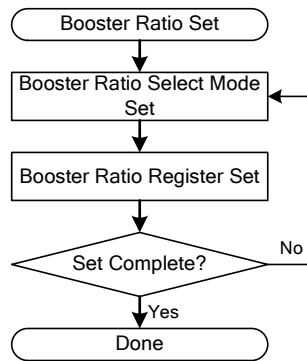 Booster Ratio Set
Booster Ratio Select Mode
Set
Booster Ratio Register Set
Set Complete?
No
Yes
Done